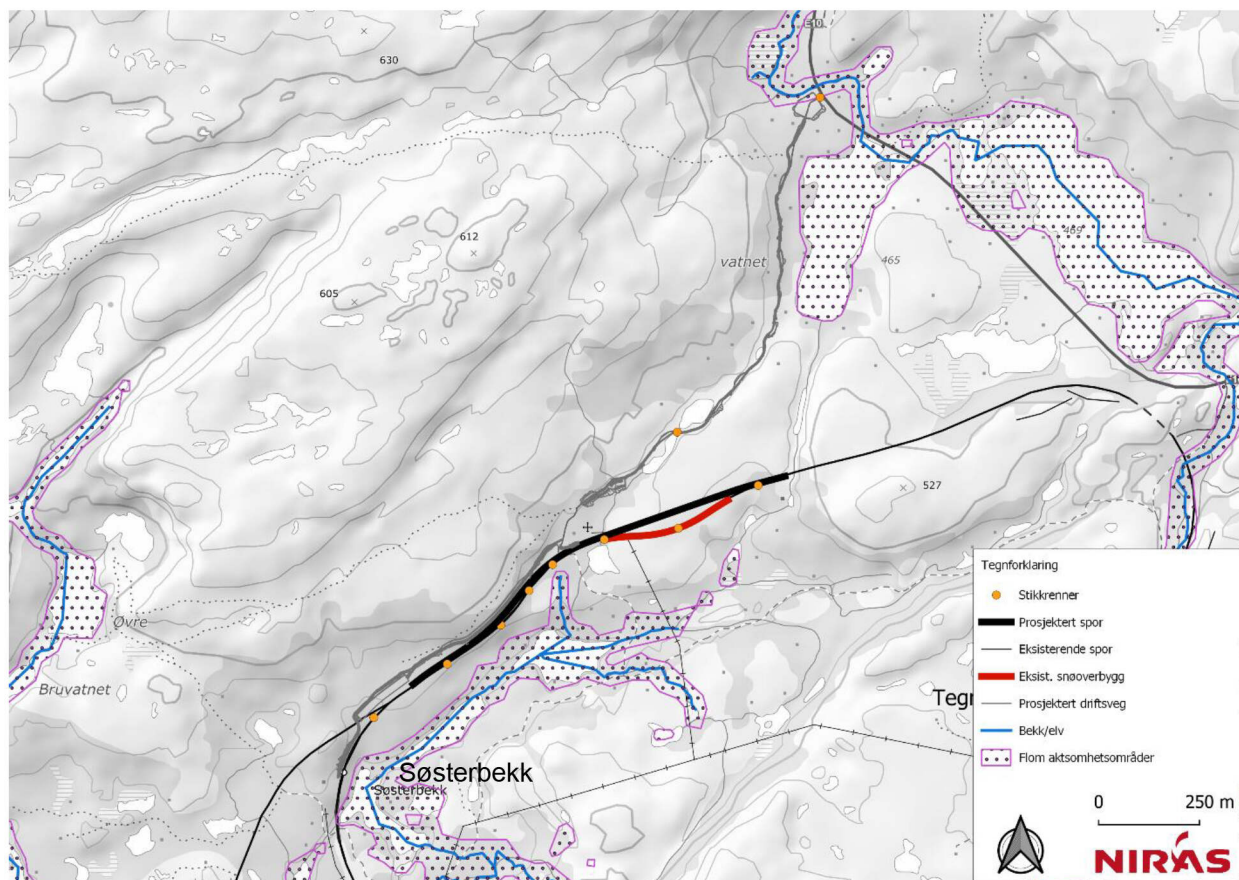 E10
630
612
605
vatnet
465
469
527
Øvre
Bruvatnet
Søsterbekk
Søsterbekk
Tegn
Tegnforklaring
Stikkrenner
Prosjektert spor
Eksisterende spor
Eksist. snøoverbygg
Prosjektert driftsveg
Bekk/elv
Flom aktsomhetsområder
0 250 m
NIRAS